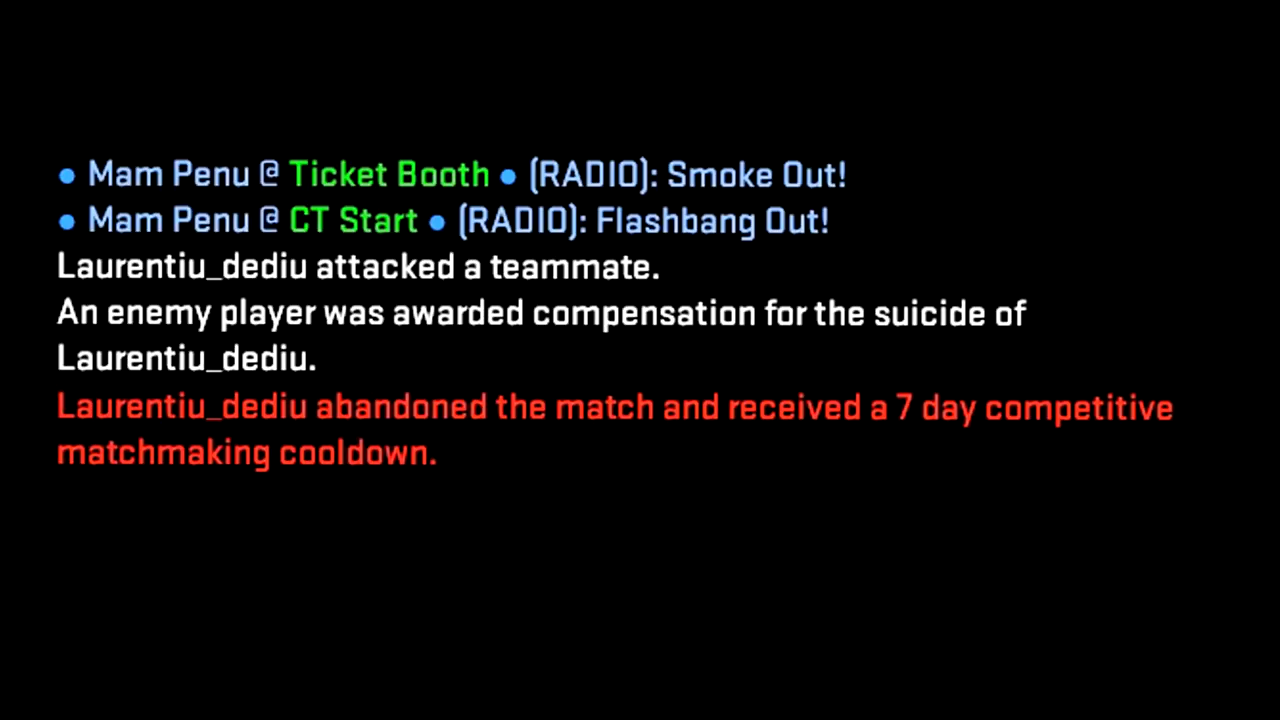 ● Mam Penu @ Ticket Booth ● (RADIO): Smoke Out!
● Mam Penu @ CT Start ● (RADIO): Flashbang Out!
Laurentiu_dediu attacked a teammate.
An enemy player was awarded compensation for the suicide of
Laurentiu_dediu.
Laurentiu_dediu abandoned the match and received a 7 day competitive
matchmaking cooldown.